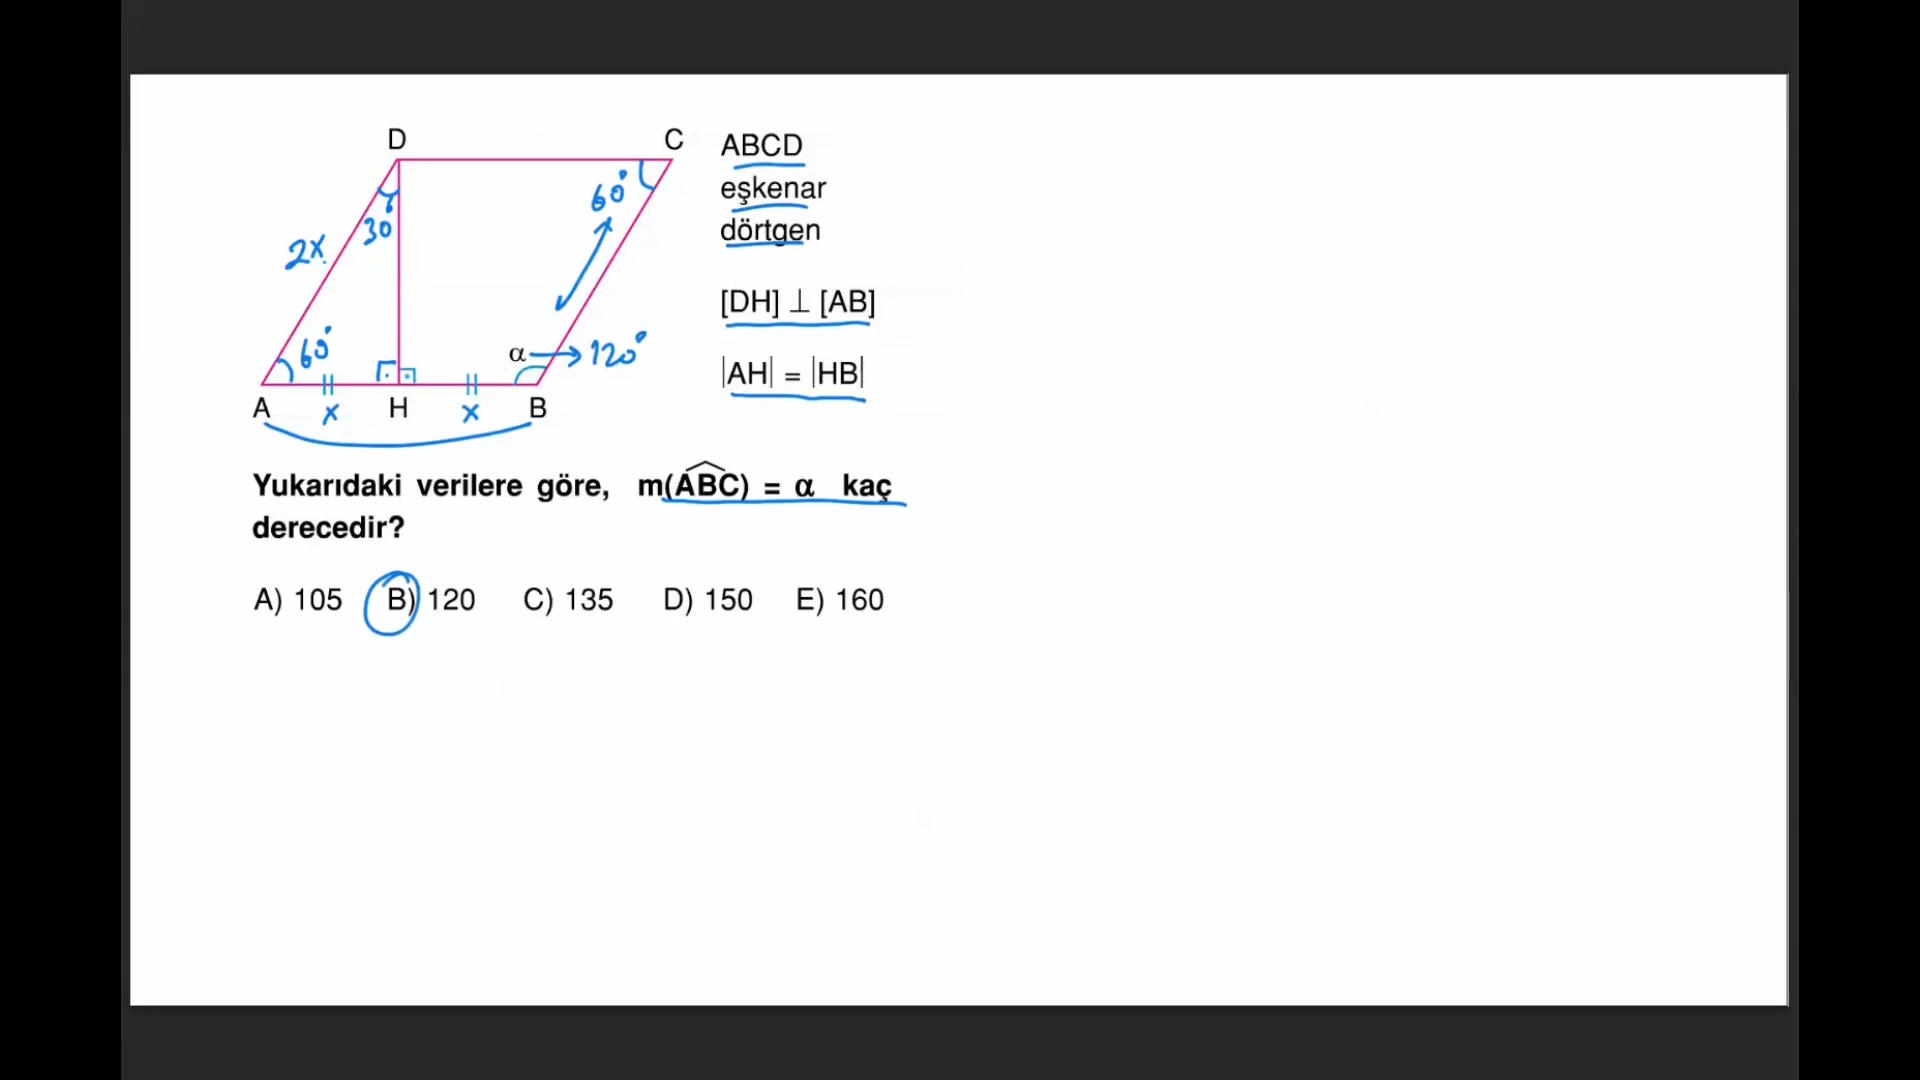 D
C
ABCD
eşkenar
dörtgen
60°
30
2x
[DH] ⊥ [AB]
60°
α → 120°
|AH| = |HB|
A
H
B
x
x
Yukarıdaki verilere göre, m(ABC) = α kaç
derecedir?
A) 105 B) 120 C) 135 D) 150 E) 160